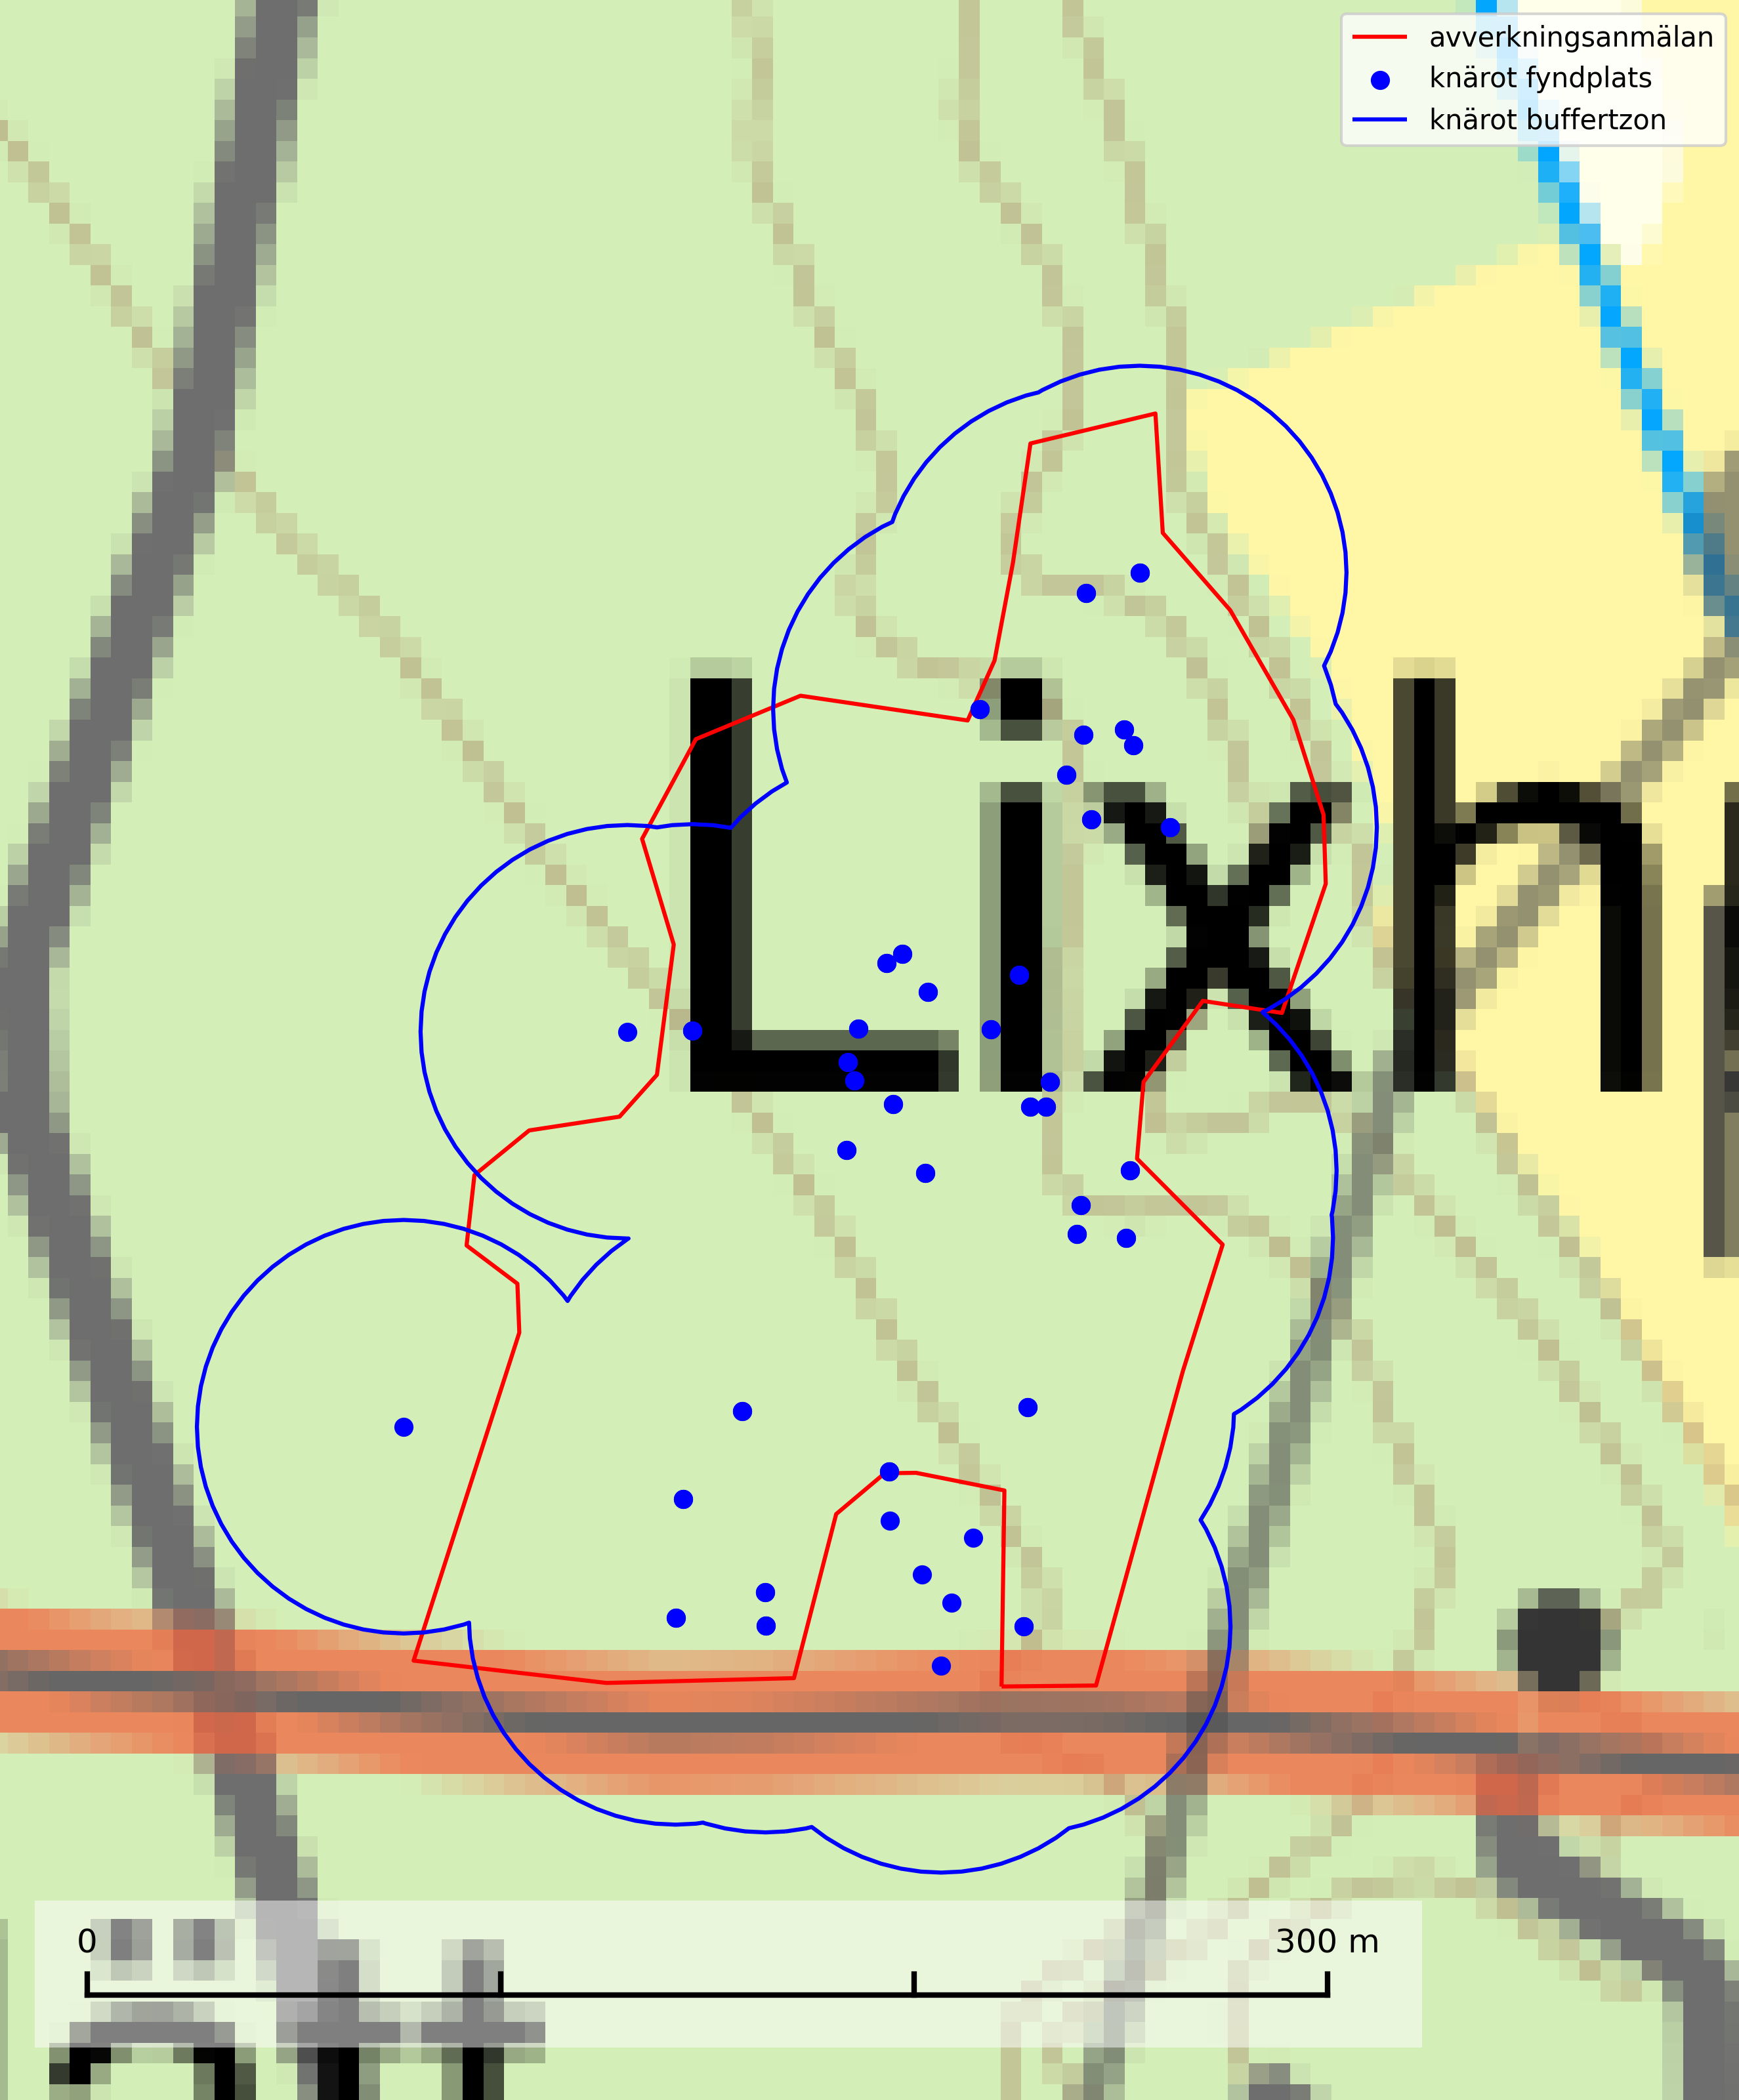 avverkningsanmälan
knärot fyndplats
knärot buffertzon
Lixh
0 300 m